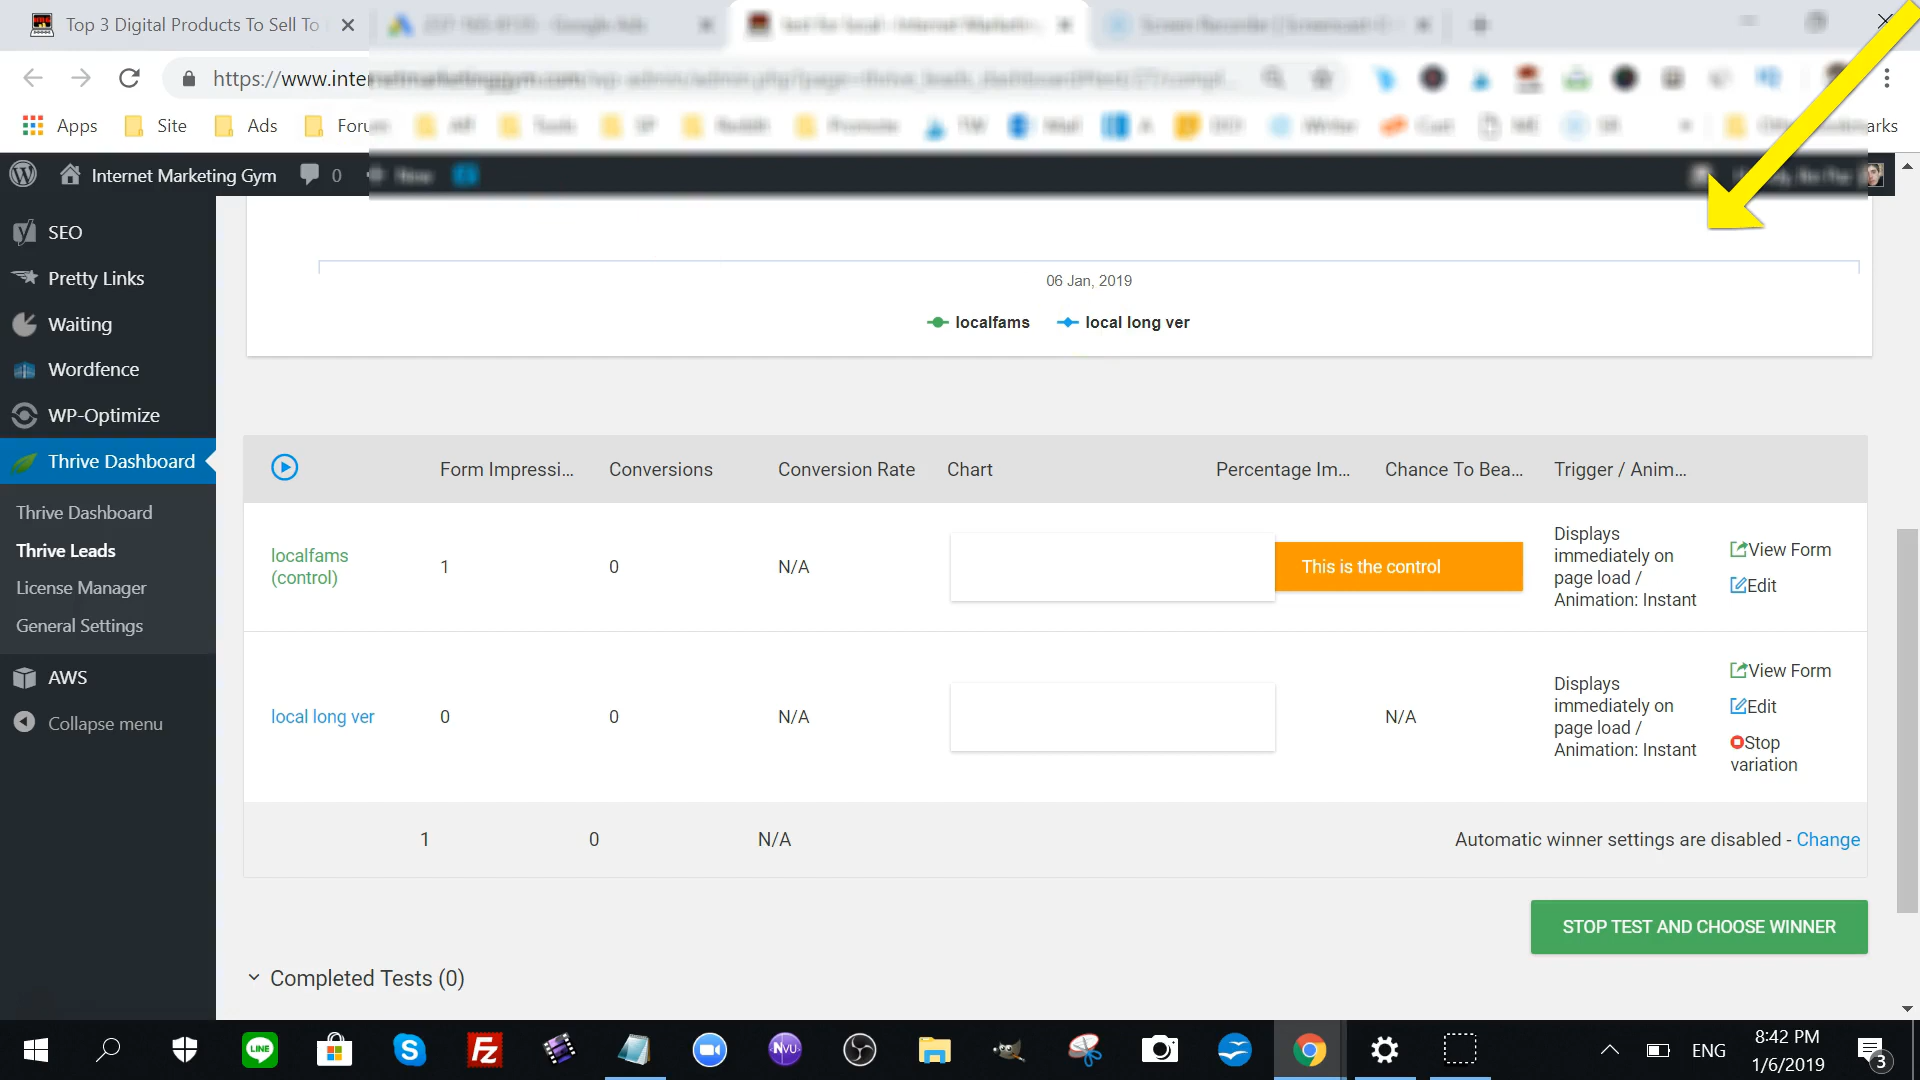 Top 3 Digital Products To Sell To
https://www.inter
Apps
Site
Ads
Internet Marketing Gym
0
SEO
Pretty Links
Waiting
Wordfence
WP-Optimize
Thrive Dashboard
Thrive Dashboard
Thrive Leads
License Manager
General Settings
AWS
Collapse menu
06 Jan, 2019
localfams
local long ver
Form Impressi... Conversions Conversion Rate Chart Percentage Im... Chance To Bea... Trigger / Anim...
localfams
(control)
1 0 N/A
This is the control
Displays
immediately on
page load /
Animation: Instant
View Form
Edit
local long ver 0 0 N/A N/A
Displays
immediately on
page load /
Animation: Instant
View Form
Edit
Stop
variation
1 0 N/A Automatic winner settings are disabled - Change
STOP TEST AND CHOOSE WINNER
Completed Tests (0)
LINE
S
FZ
NVU
ENG
8:42 PM
1/6/2019
3